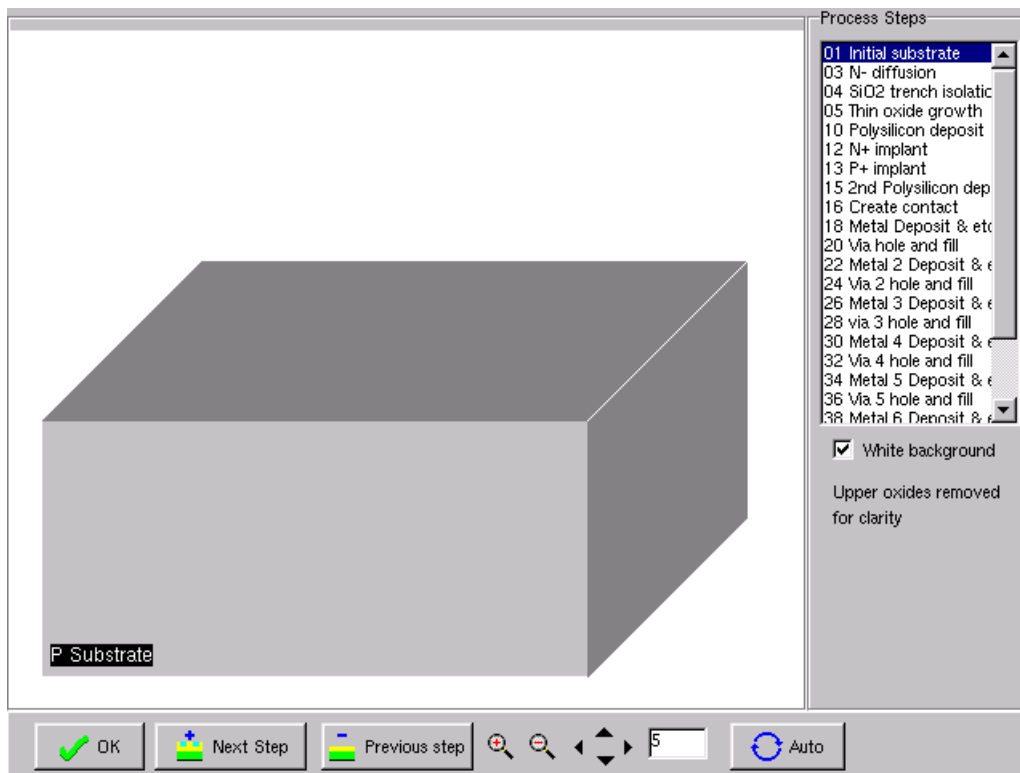 Process Steps
01 Initial substrate
03 N- diffusion
04 SiO2 trench isolatic
05 Thin oxide growth
10 Polysilicon deposit
12 N+ implant
13 P+ implant
15 2nd Polysilicon dep
16 Create contact
18 Metal Deposit & etc
20 Via hole and fill
22 Metal 2 Deposit & e
24 Via 2 hole and fill
26 Metal 3 Deposit & e
28 via 3 hole and fill
30 Metal 4 Deposit & e
32 Via 4 hole and fill
34 Metal 5 Deposit & e
36 Via 5 hole and fill
38 Metal 6 Deposit & e
White background
Upper oxides removed
for clarity
P Substrate
OK Next Step Previous step 5 Auto